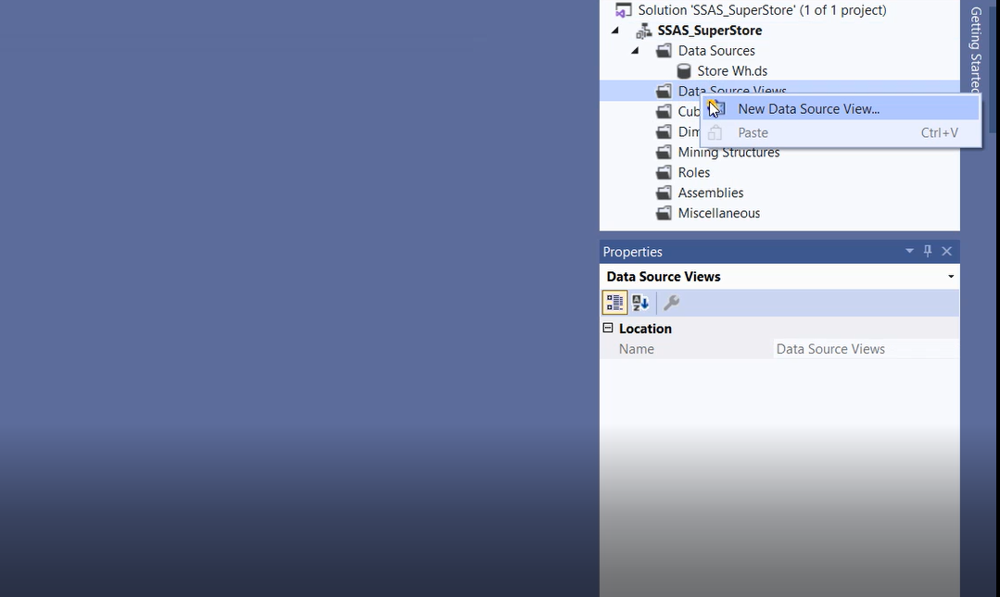 Solution 'SSAS_SuperStore' (1 of 1 project)
SSAS_SuperStore
Data Sources
Store Wh.ds
Data Source Views
New Data Source View...
Cub
Paste Ctrl+V
Dim
Mining Structures
Roles
Assemblies
Miscellaneous
Getting Started
Properties
Data Source Views
Location
Name Data Source Views